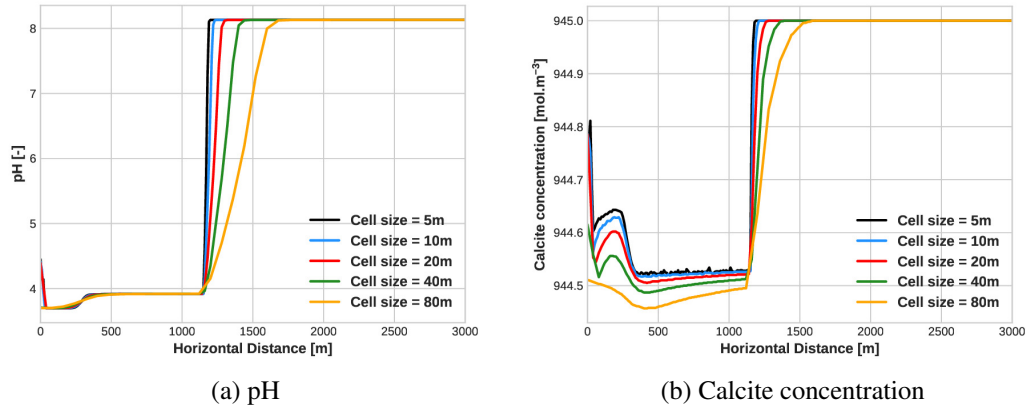 8
7
6
5
4
pH [-]
0
500
1000
1500
2000
2500
3000
Horizontal Distance [m]
Cell size = 5m
Cell size = 10m
Cell size = 20m
Cell size = 40m
Cell size = 80m
(a) pH
945.0
944.9
944.8
944.7
944.6
944.5
Calcite concentration [mol.m⁻³]
0
500
1000
1500
2000
2500
3000
Horizontal Distance [m]
Cell size = 5m
Cell size = 10m
Cell size = 20m
Cell size = 40m
Cell size = 80m
(b) Calcite concentration